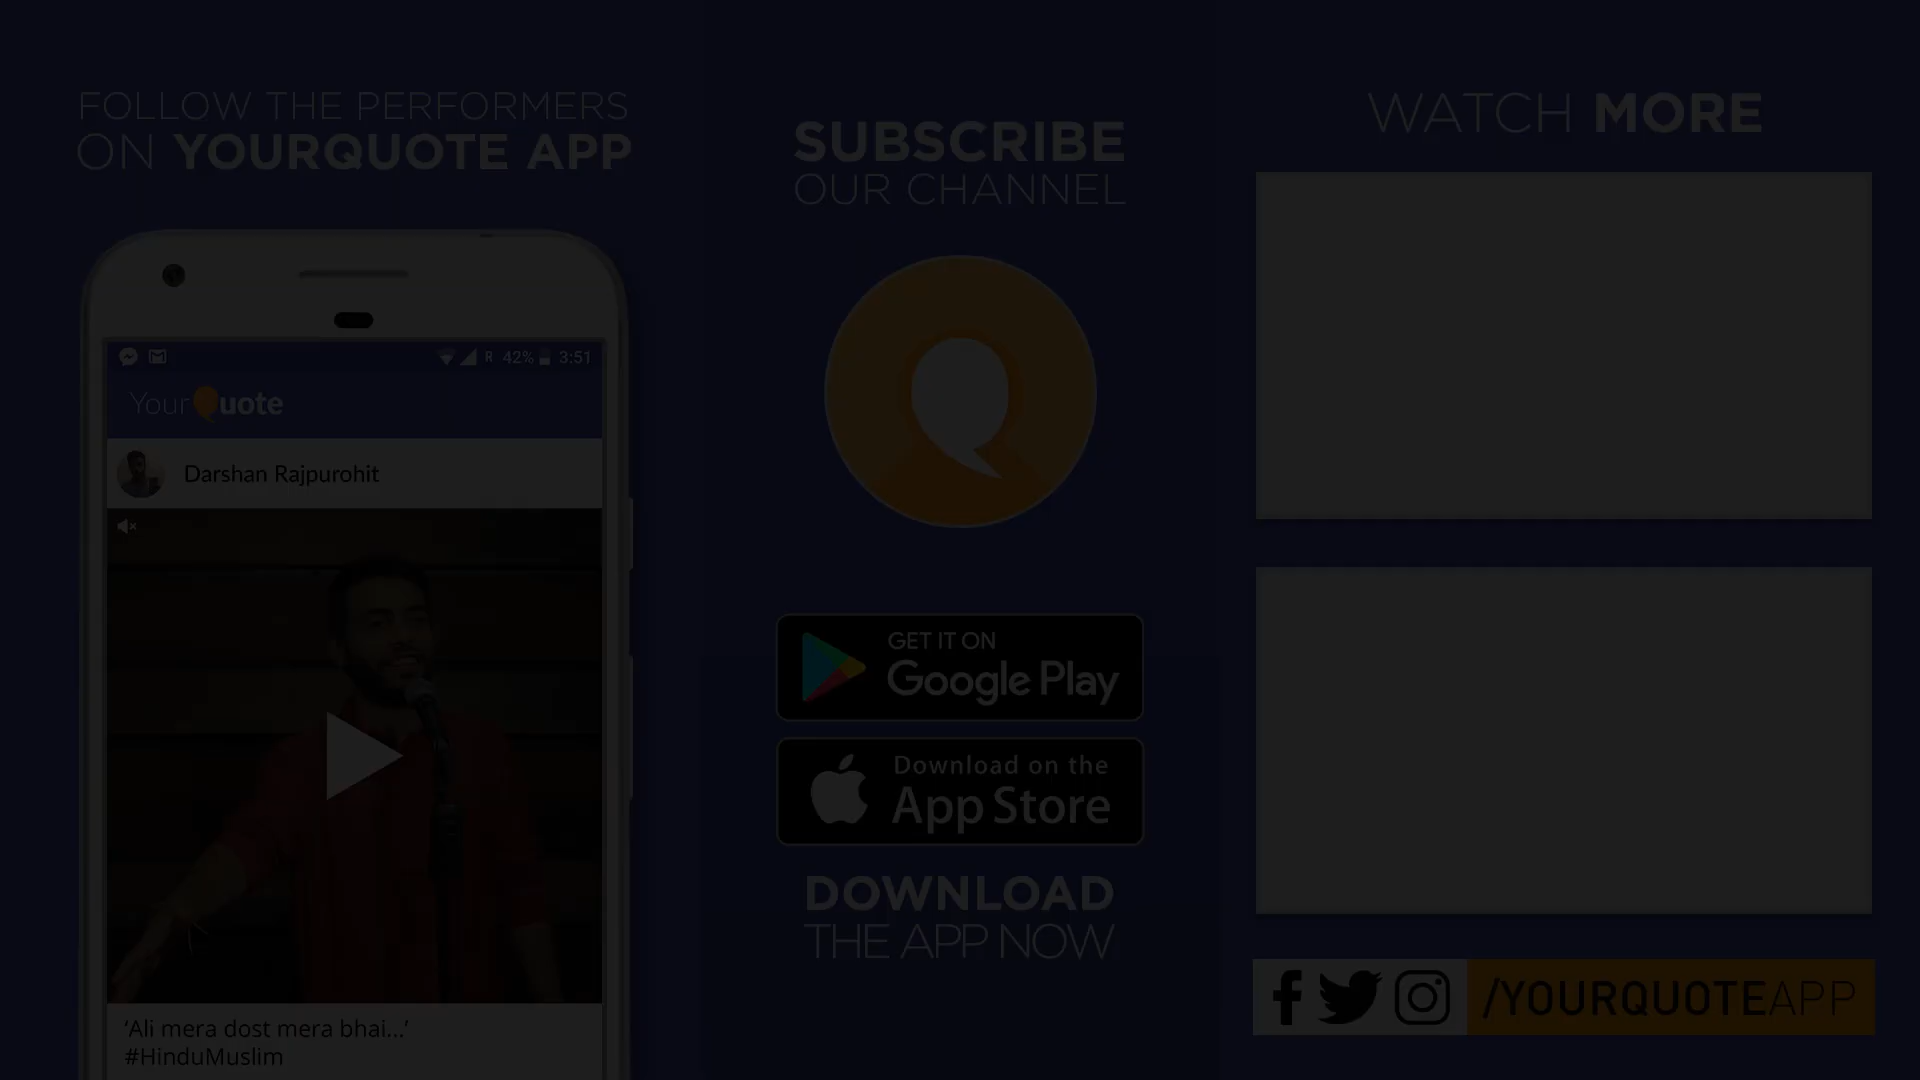 FOLLOW THE PERFORMERS
ON YOURQUOTE APP
R 42% 3:51
YourQuote
Darshan Rajpurohit
‘Ali mera dost mera bhai...’
#HinduMuslim
SUBSCRIBE
OUR CHANNEL
GET IT ON
Google Play
Download on the
App Store
DOWNLOAD
THE APP NOW
WATCH MORE
/YOURQUOTEAPP